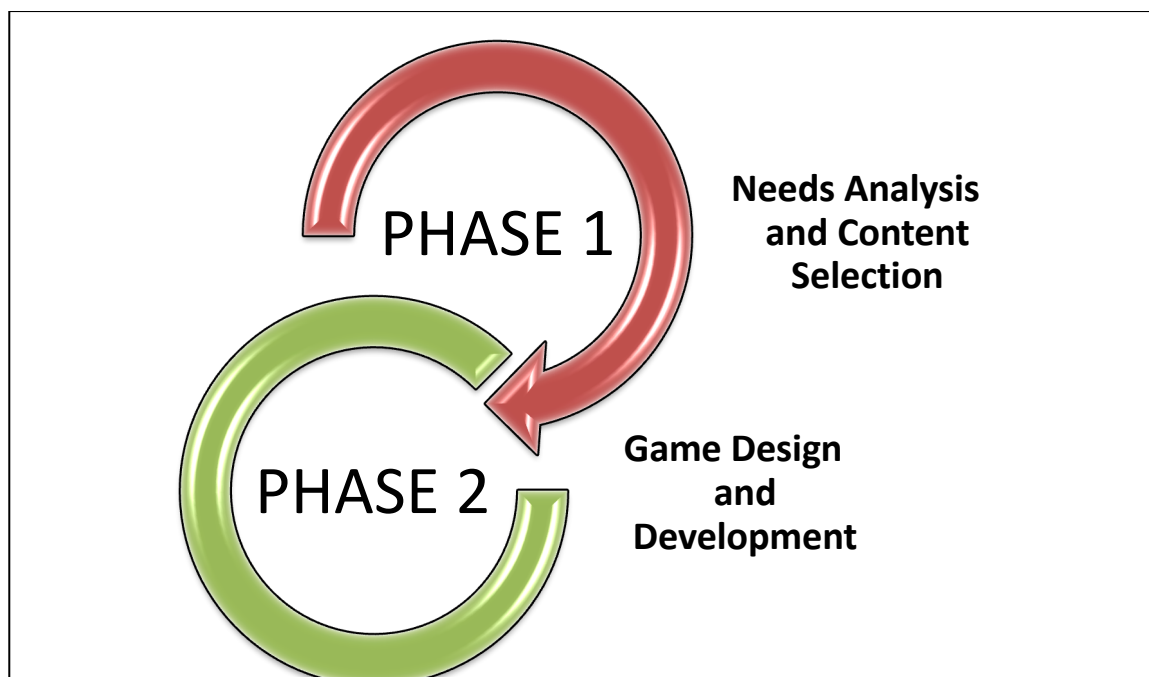 PHASE 1
Needs Analysis
and Content
Selection
PHASE 2
Game Design
and
Development